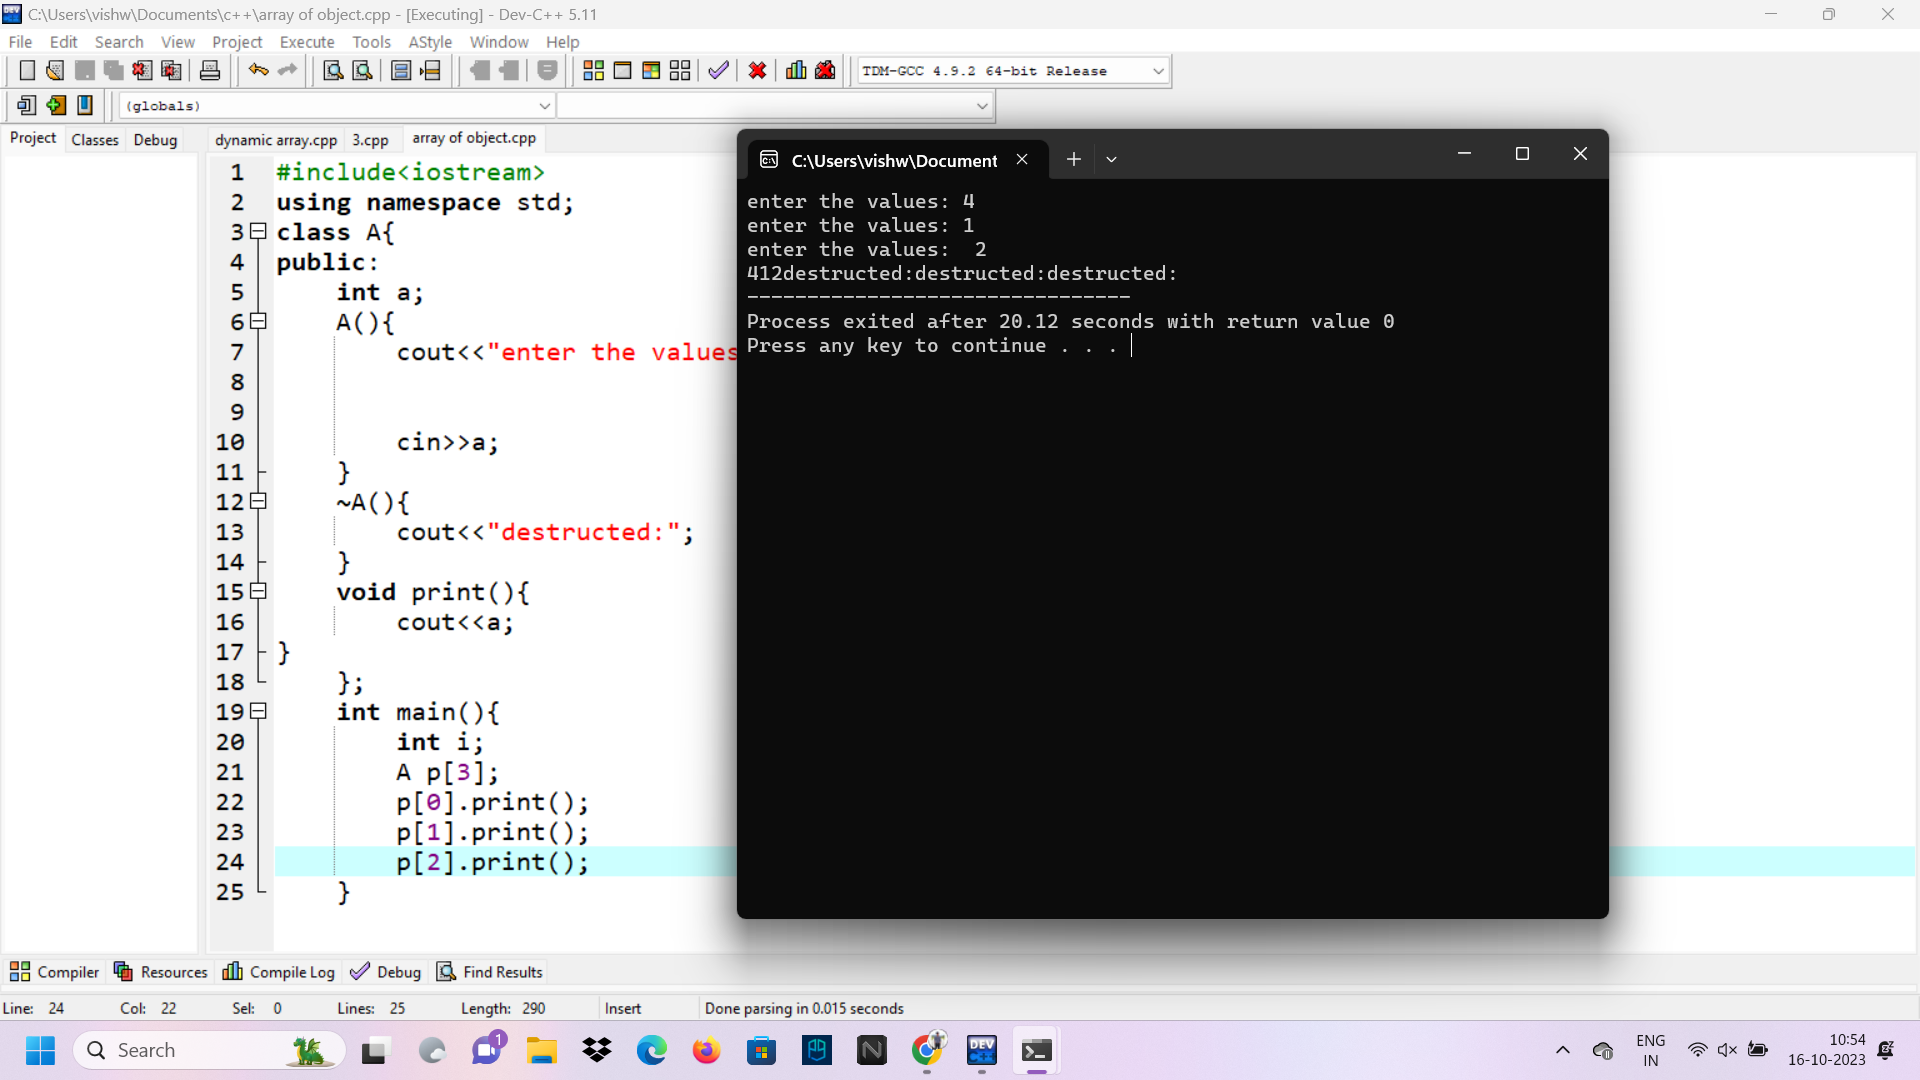 C:\Users\vishw\Documents\c++\array of object.cpp - [Executing] - Dev-C++ 5.11
File Edit Search View Project Execute Tools AStyle Window Help
TDM-GCC 4.9.2 64-bit Release
(globals)
Project Classes Debug
dynamic array.cpp 3.cpp array of object.cpp
1 #include<iostream>
2 using namespace std;
3 class A{
4 public:
5 int a;
6 A(){
7 cout<<"enter the values
8
9
10 cin>>a;
11 }
12 ~A(){
13 cout<<"destructed:";
14 }
15 void print(){
16 cout<<a;
17 }
18 };
19 int main(){
20 int i;
21 A p[3];
22 p[0].print();
23 p[1].print();
24 p[2].print();
25 }
C:\Users\vishw\Document
enter the values: 4
enter the values: 1
enter the values:  2
412destructed:destructed:destructed:
--------------------------------
Process exited after 20.12 seconds with return value 0
Press any key to continue . . .
Compiler Resources Compile Log Debug Find Results
Line: 24 Col: 22 Sel: 0 Lines: 25 Length: 290 Insert Done parsing in 0.015 seconds
Search
1
DEV
ENG
IN
10:54
16-10-2023